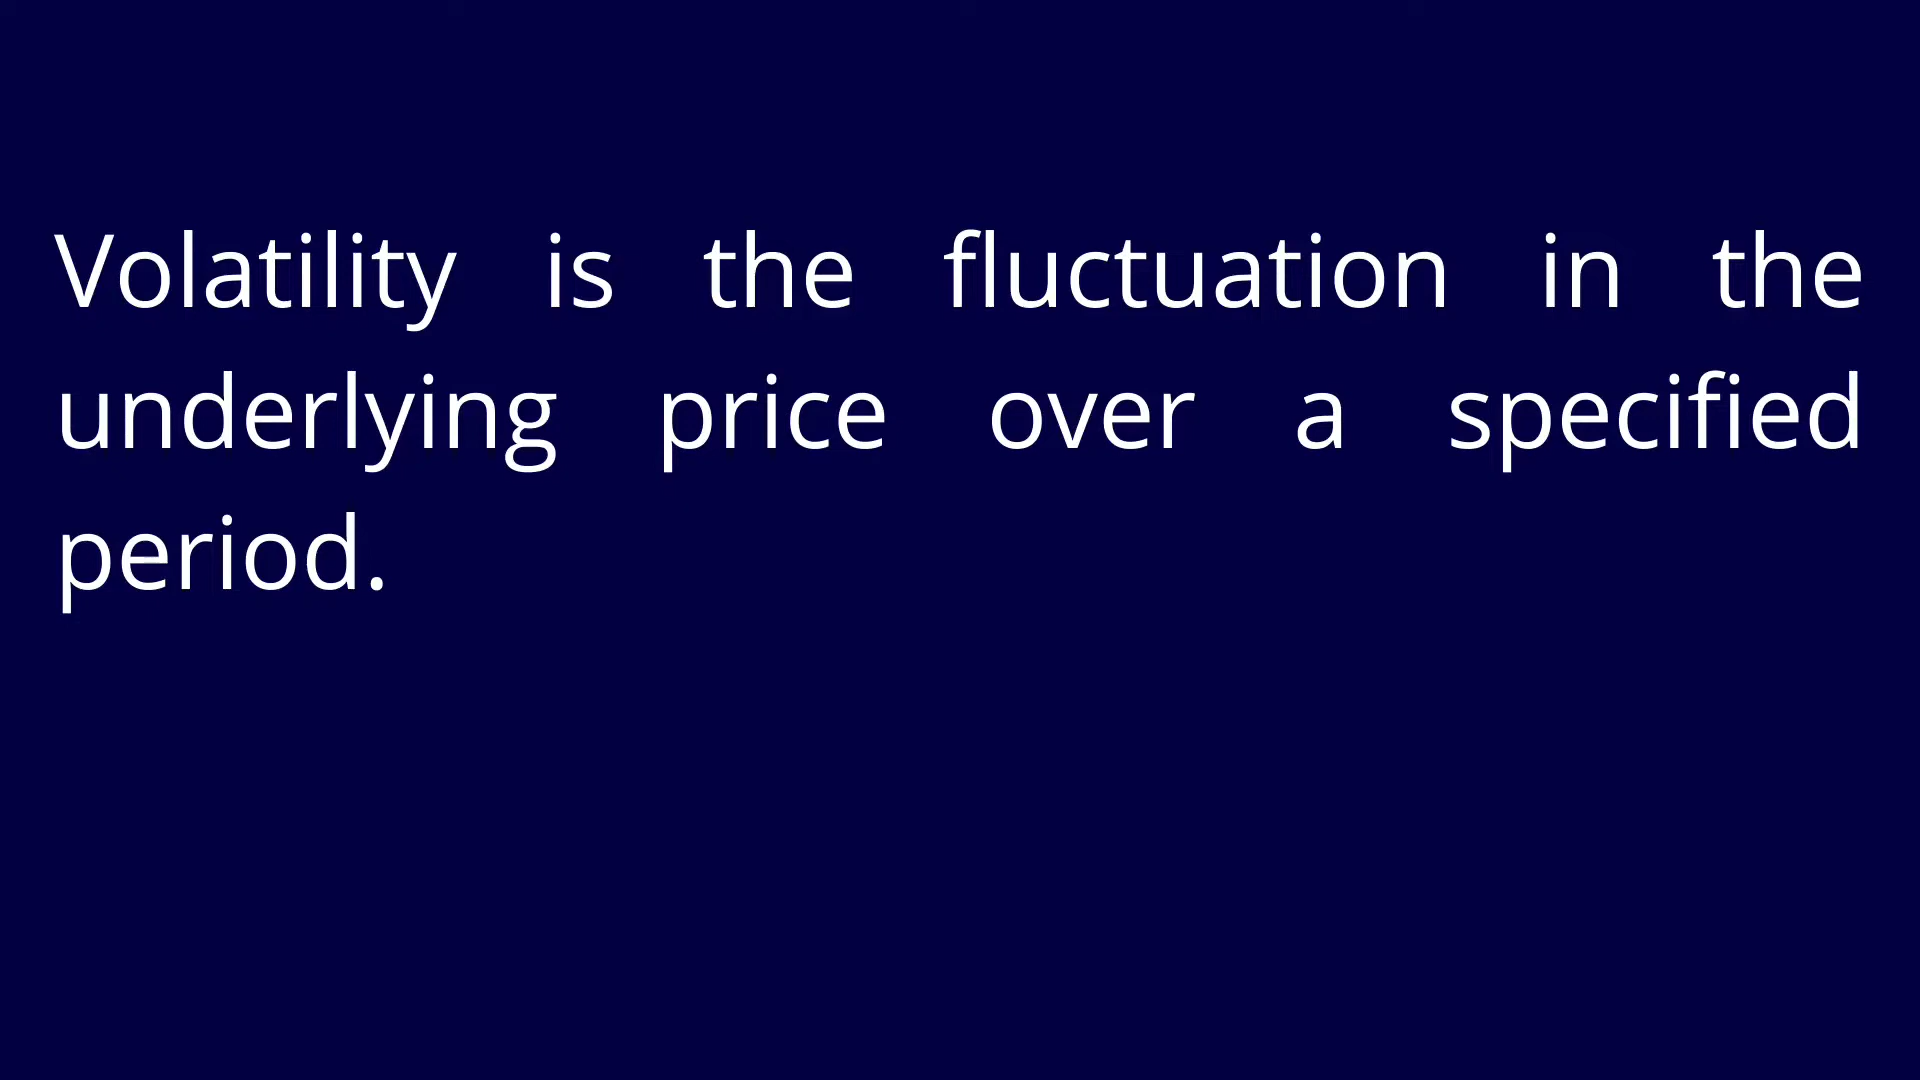 Volatility is the fluctuation in the
underlying price over a specified
period.